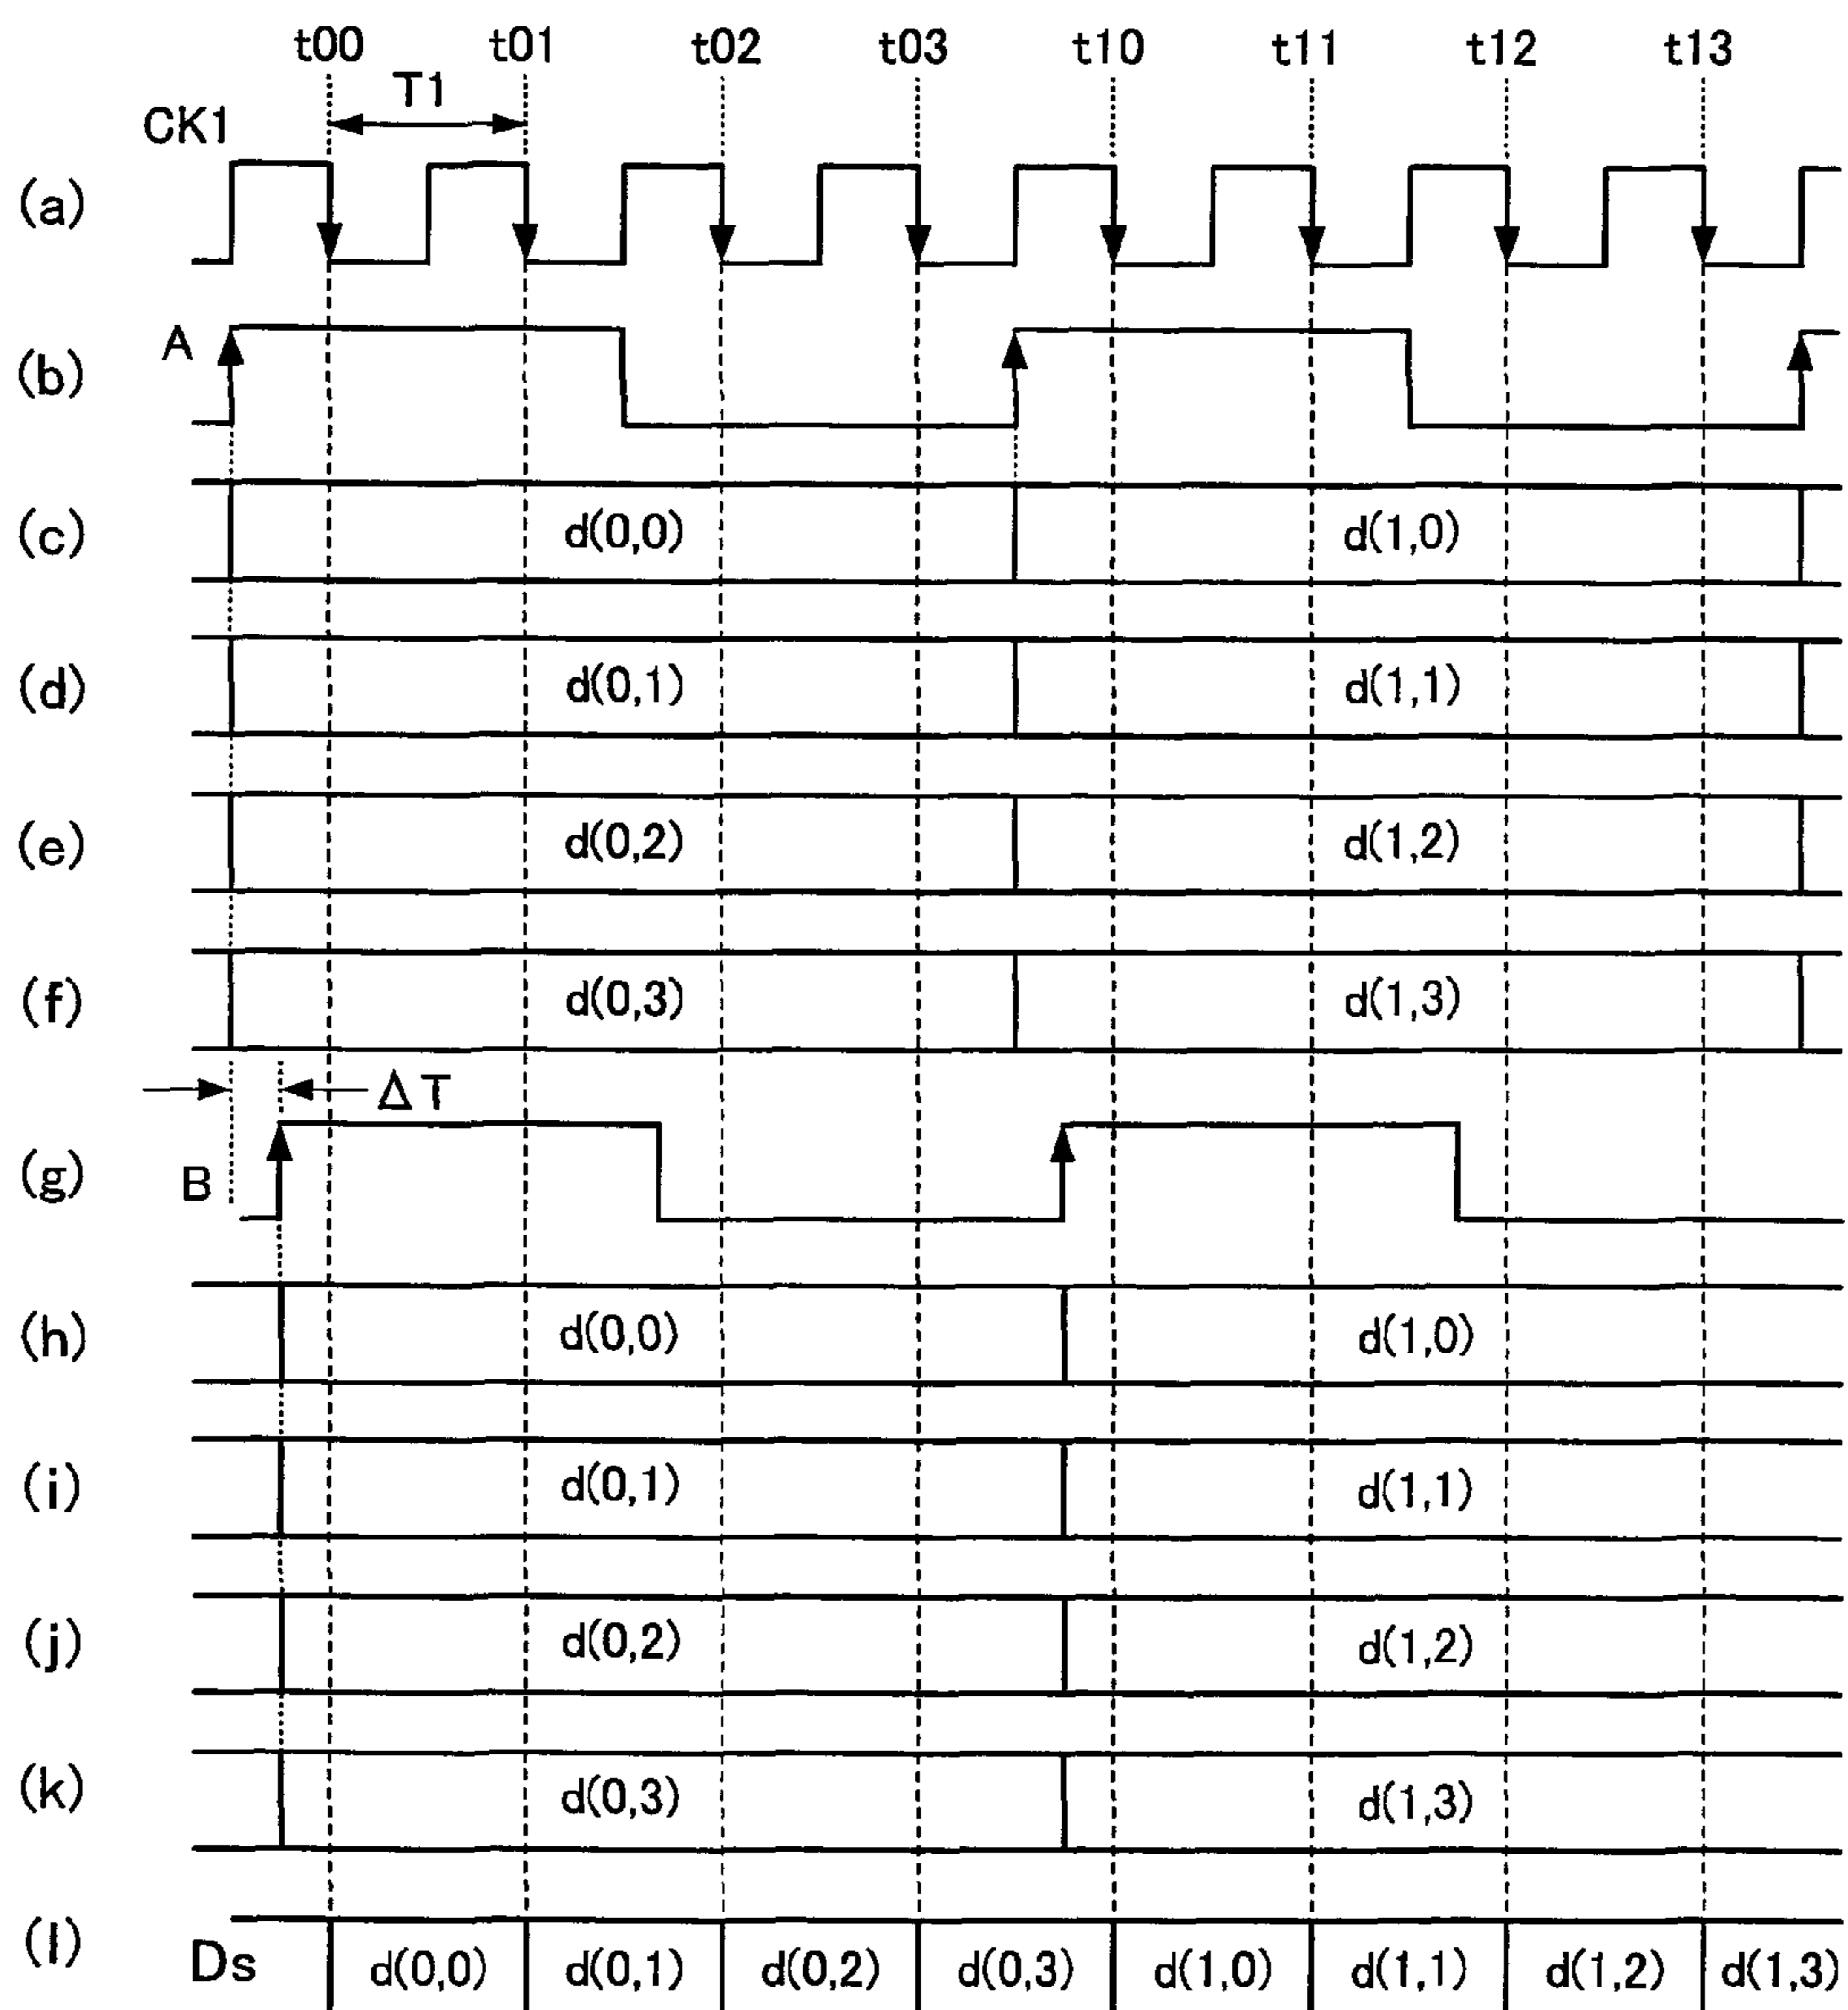 t00 t01 t02 t03 t10 t11 t12 t13
T1
CK1
(a)
A
(b)
(c) d(0,0) d(1,0)
(d) d(0,1) d(1,1)
(e) d(0,2) d(1,2)
(f) d(0,3) d(1,3)
ΔT
(g) B
(h) d(0,0) d(1,0)
(i) d(0,1) d(1,1)
(j) d(0,2) d(1,2)
(k) d(0,3) d(1,3)
(l) Ds d(0,0) d(0,1) d(0,2) d(0,3) d(1,0) d(1,1) d(1,2) d(1,3)